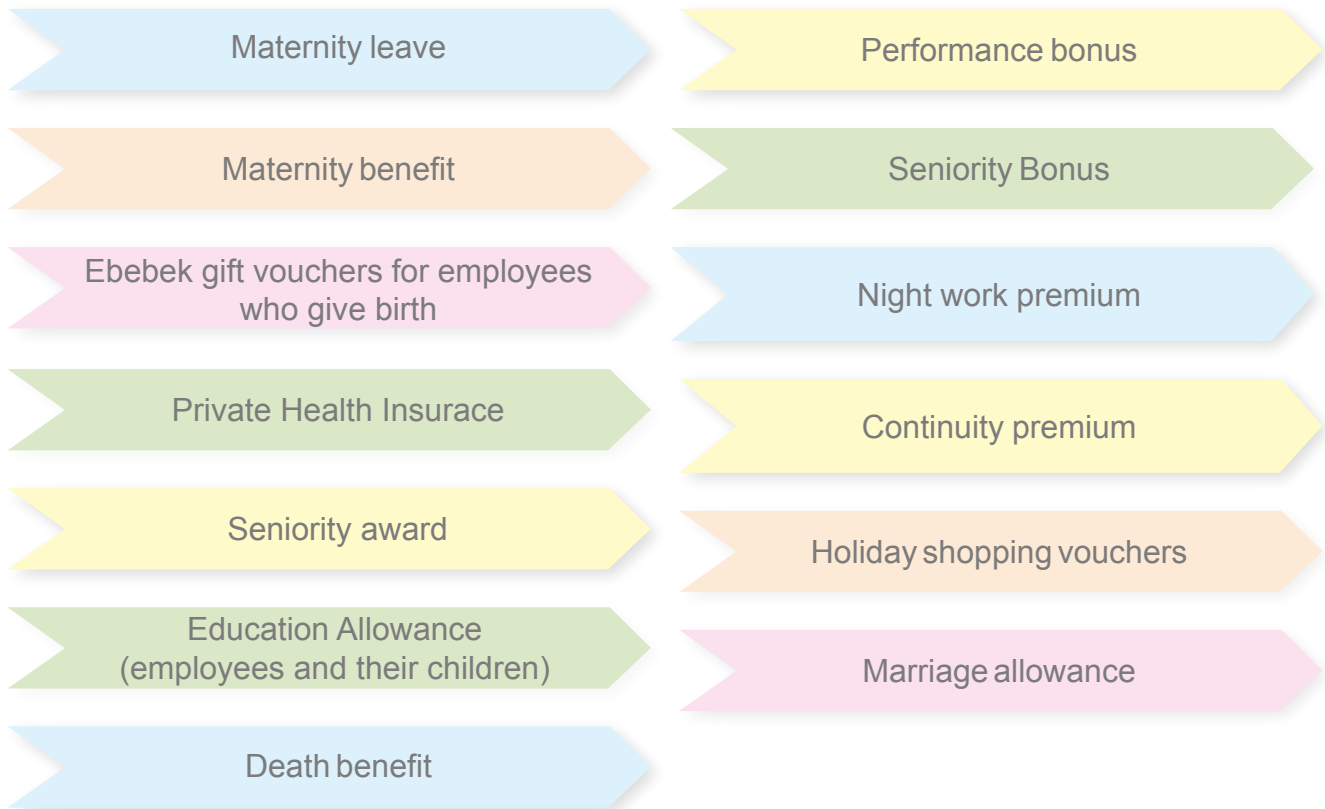 Maternity leave
Maternity benefit
Ebebek gift vouchers for employees
who give birth
Private Health Insurace
Seniority award
Education Allowance
(employees and their children)
Death benefit
Performance bonus
Seniority Bonus
Night work premium
Continuity premium
Holiday shopping vouchers
Marriage allowance